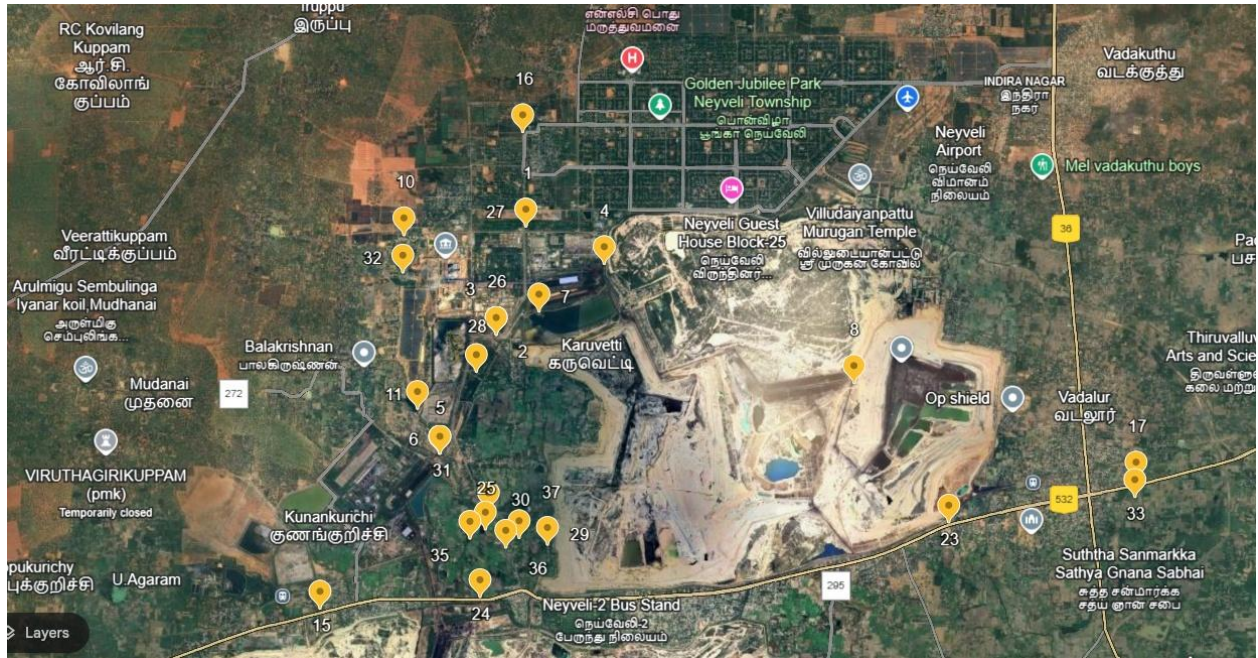 Iruppu
இருப்பு
என்எல்சி பொது
மருத்துவமனை
RC Kovilang
Kuppam
ஆர் சி.
கோவிலாங்
குப்பம்
Vadakuthu
வடக்குத்து
INDIRA NAGAR
இந்திரா
நகர்
Golden Jubilee Park
Neyveli Township
பொன்விழா
பூங்கா நெய்வேலி
16
Neyveli
Airport
நெய்வேலி
விமானம்
நிலையம்
Mel vadakuthu boys
1
10
27
4
36
Veerattikuppam
வீரட்டிக்குப்பம்
32
Neyveli Guest
House Block-25
நெய்வேலி
விருந்தினர்...
Villudaiyanpattu
Murugan Temple
வில்லுடையான்பட்டு
ஸ்ரீ முருகன் கோவில்
Arulmigu Sembulinga
Iyanar koil,Mudhanai
அருள்மிகு
செம்புலிங்க...
3
26
7
28
2
Karuvetti
கருவெட்டி
8
Balakrishnan
பாலகிருஷ்ணன்
Mudanai
முதனை
272
11
5
6
31
Op shield
Vadalur
வடலூர்
17
VIRUTHAGIRIKUPPAM
(pmk)
Temporarily closed
Kunankurichi
குணங்குறிச்சி
25
30
37
29
35
36
532
33
23
Suththa Sanmarkka
Sathya Gnana Sabhai
சுத்த சன்மார்க்க
சத்ய ஞான சபை
U.Agaram
15
24
295
Neyveli-2 Bus Stand
நெய்வேலி-2
பேருந்து நிலையம்
Layers